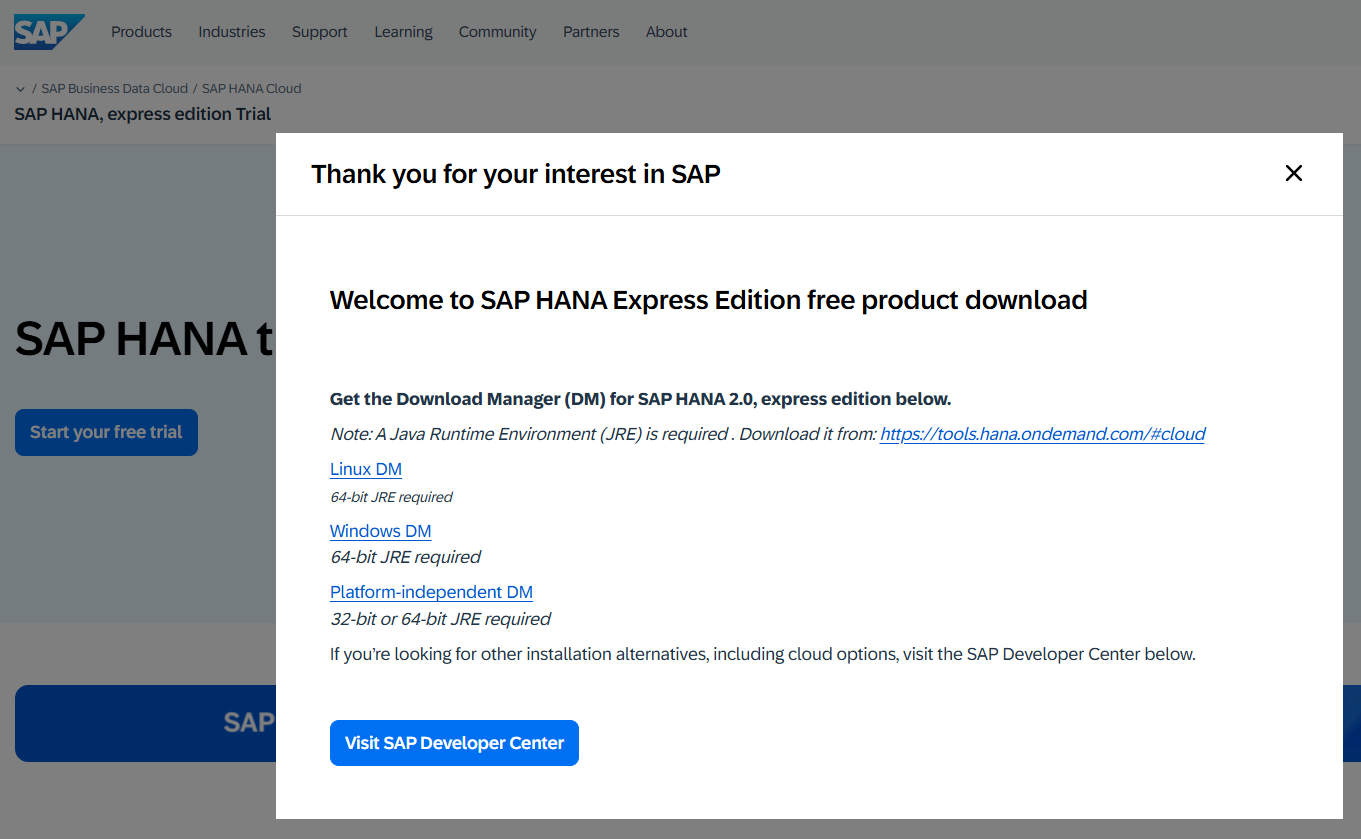 SAP
Products Industries Support Learning Community Partners About
/ SAP Business Data Cloud / SAP HANA Cloud
SAP HANA, express edition Trial
Thank you for your interest in SAP
Welcome to SAP HANA Express Edition free product download
SAP HANA t
Get the Download Manager (DM) for SAP HANA 2.0, express edition below.
Start your free trial
Note: A Java Runtime Environment (JRE) is required . Download it from: https://tools.hana.ondemand.com/#cloud
Linux DM
64-bit JRE required
Windows DM
64-bit JRE required
Platform-independent DM
32-bit or 64-bit JRE required
If you’re looking for other installation alternatives, including cloud options, visit the SAP Developer Center below.
SAP
Visit SAP Developer Center